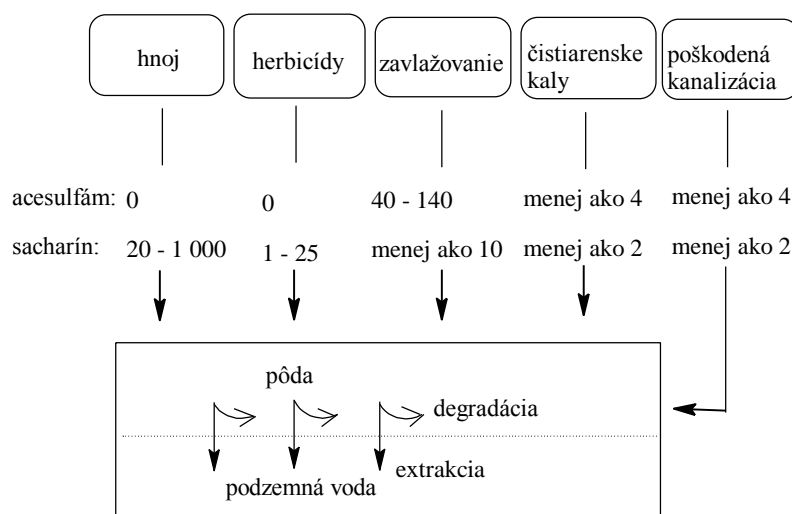 hnoj
herbicídy
zavlažovanie
čistiarenske
kaly
poškodená
kanalizácia
acesulfám: 0 0 40 - 140 menej ako 4 menej ako 4
sacharín: 20 - 1 000 1 - 25 menej ako 10 menej ako 2 menej ako 2
pôda
degradácia
extrakcia
podzemná voda